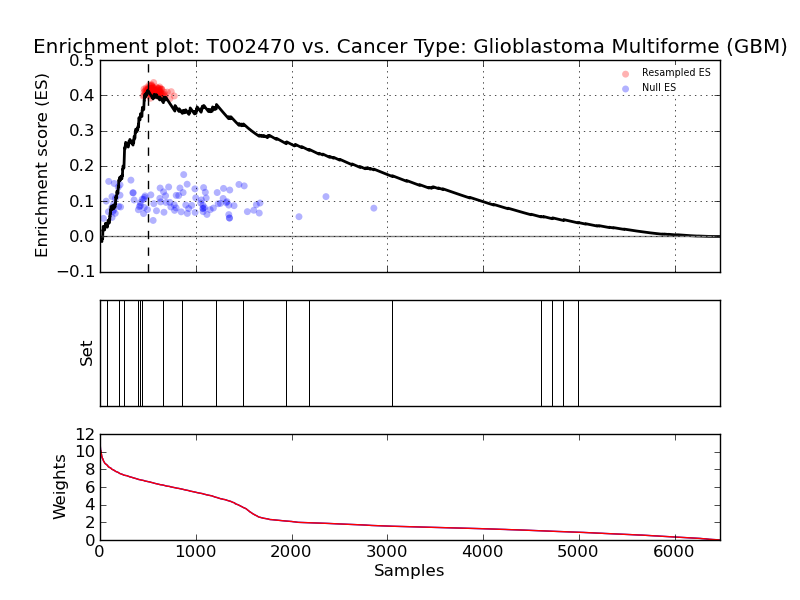 Enrichment plot: T002470 vs. Cancer Type: Glioblastoma Multiforme (GBM)
0.5
0.4
0.3
0.2
0.1
0.0
−0.1
Enrichment score (ES)
Resampled ES
Null ES
Set
12
10
8
6
4
2
0
Weights
0 1000 2000 3000 4000 5000 6000
Samples